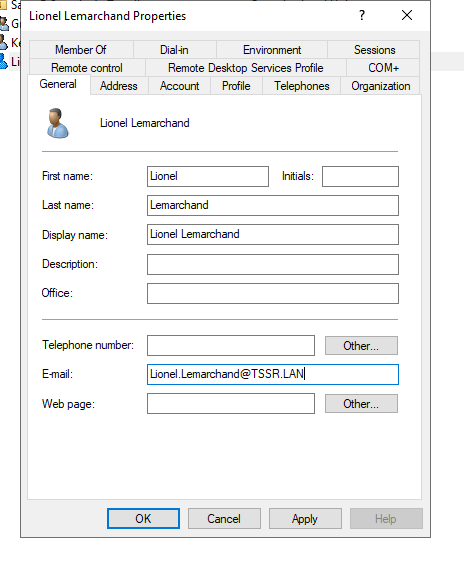 Lionel Lemarchand Properties
?
Member Of Dial-in Environment Sessions
Remote control Remote Desktop Services Profile COM+
General Address Account Profile Telephones Organization
Lionel Lemarchand
First name: Lionel Initials:
Last name: Lemarchand
Display name: Lionel Lemarchand
Description:
Office:
Telephone number: Other...
E-mail: Lionel.Lemarchand@TSSR.LAN
Web page: Other...
OK Cancel Apply Help